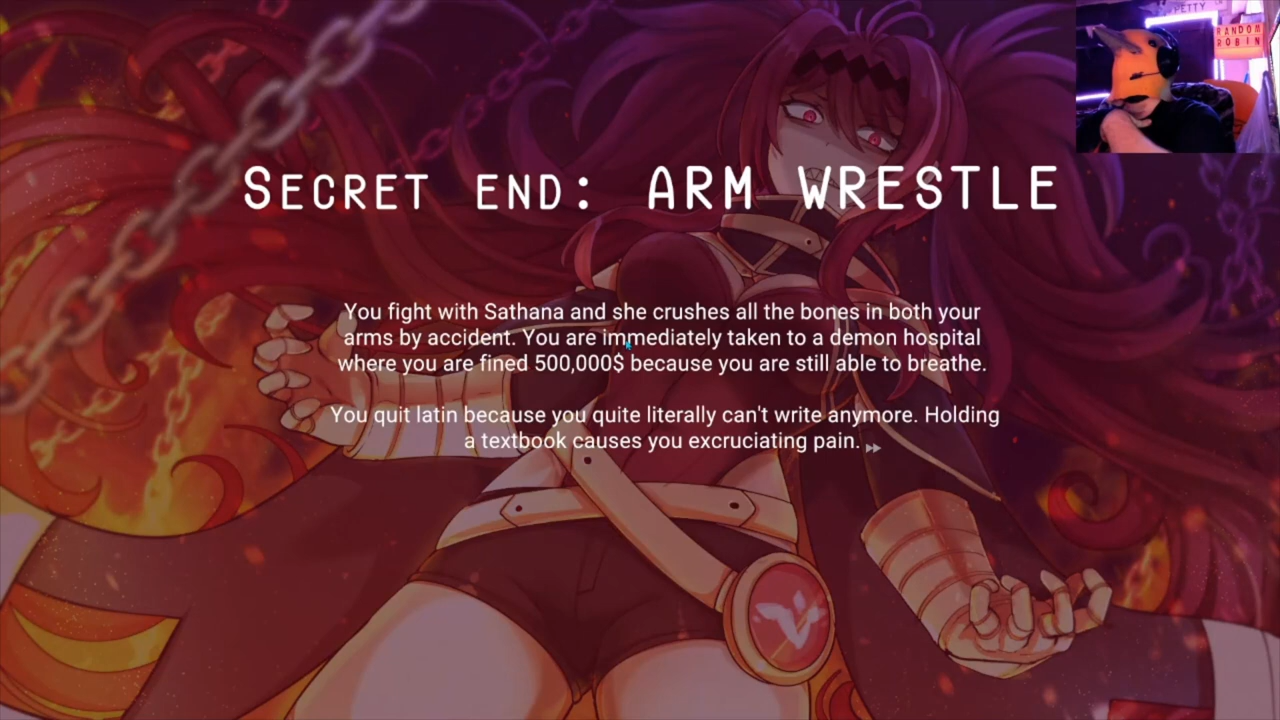 PETTY
RANDOM
ROBIN
SECRET END: ARM WRESTLE
You fight with Sathana and she crushes all the bones in both your
arms by accident. You are immediately taken to a demon hospital
where you are fined 500,000$ because you are still able to breathe.
You quit latin because you quite literally can't write anymore. Holding
a textbook causes you excruciating pain.